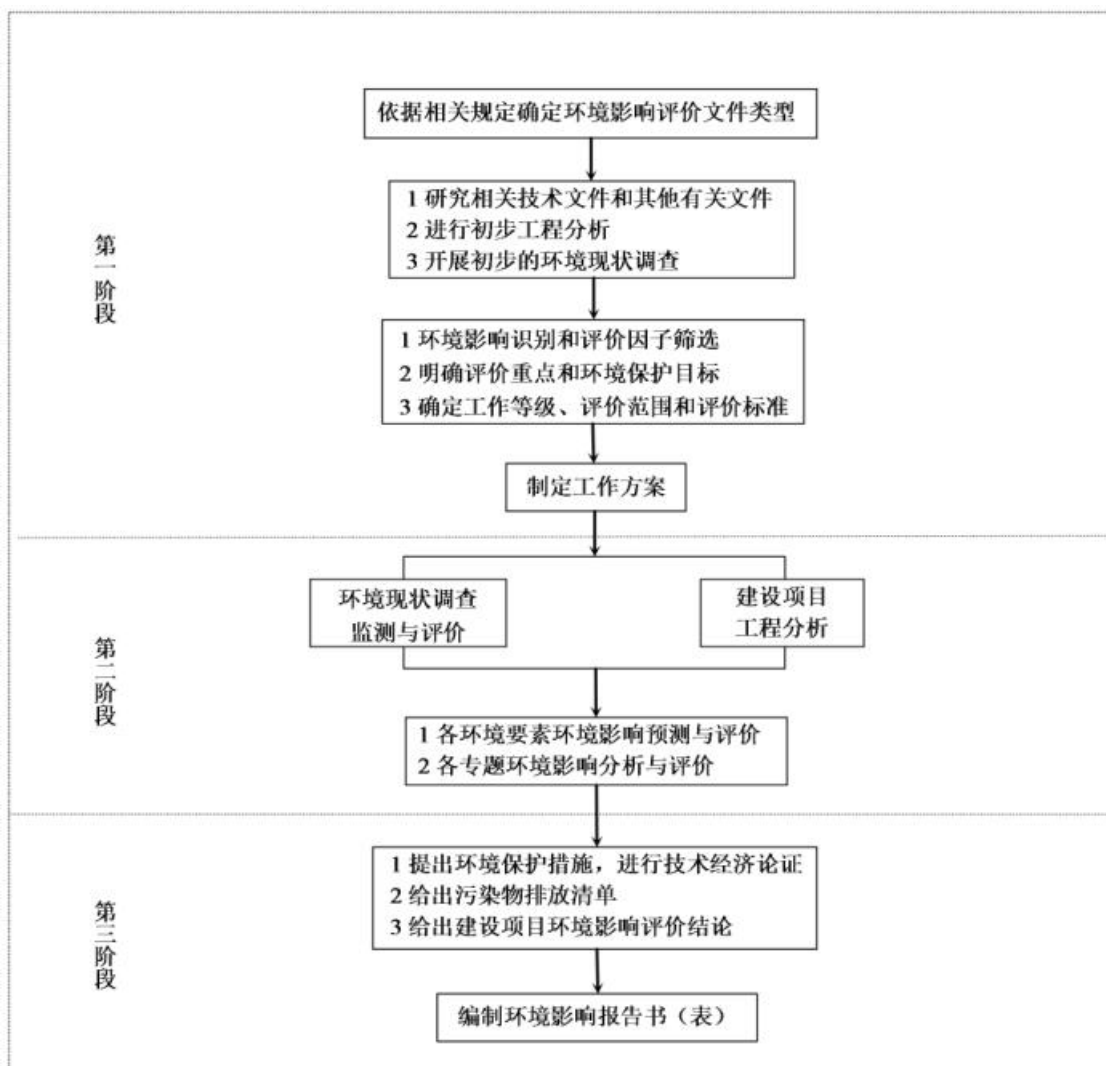 依据相关规定确定环境影响评价文件类型
1 研究相关技术文件和其他有关文件
2 进行初步工程分析
3 开展初步的环境现状调查
第一阶段
1 环境影响识别和评价因子筛选
2 明确评价重点和环境保护目标
3 确定工作等级、评价范围和评价标准
制定工作方案
环境现状调查
监测与评价
建设项目
工程分析
第二阶段
1 各环境要素环境影响预测与评价
2 各专题环境影响分析与评价
1 提出环境保护措施，进行技术经济论证
2 给出污染物排放清单
3 给出建设项目环境影响评价结论
第三阶段
编制环境影响报告书（表）